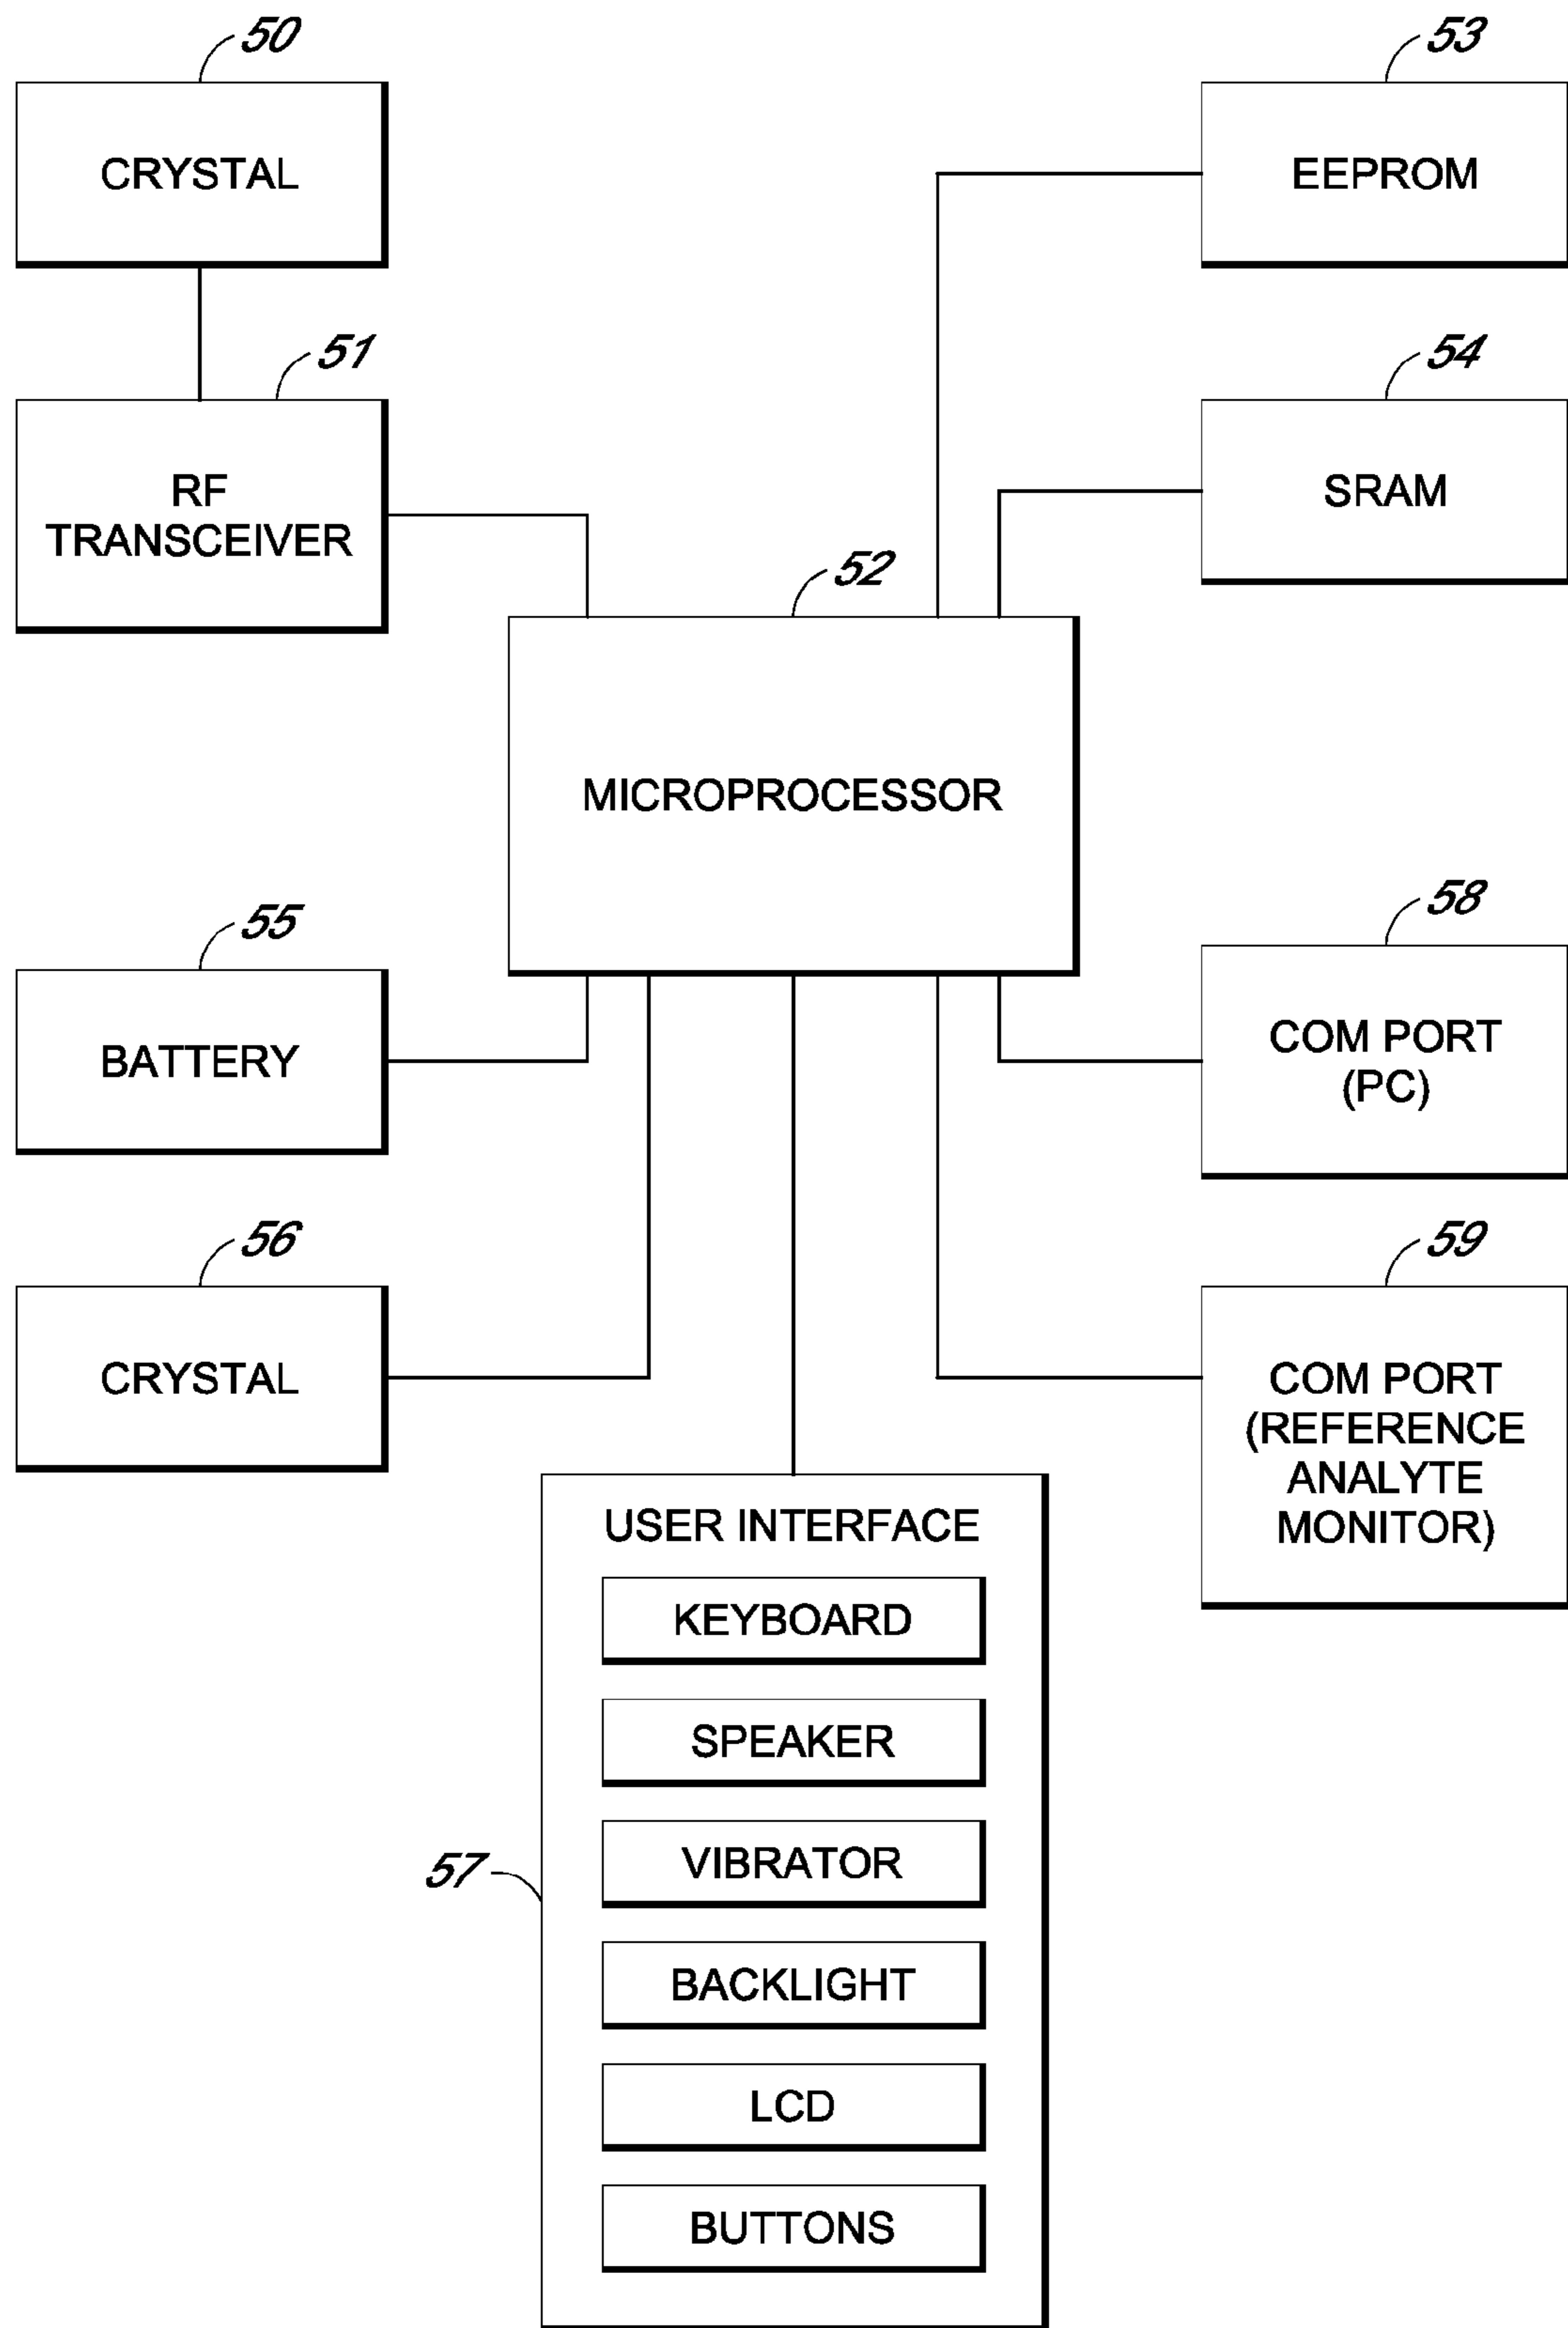 50
CRYSTAL
53
EEPROM
51
RF
TRANSCEIVER
54
SRAM
52
MICROPROCESSOR
55
BATTERY
58
COM PORT
(PC)
56
CRYSTAL
59
COM PORT
(REFERENCE
ANALYTE
MONITOR)
57
USER INTERFACE
KEYBOARD
SPEAKER
VIBRATOR
BACKLIGHT
LCD
BUTTONS